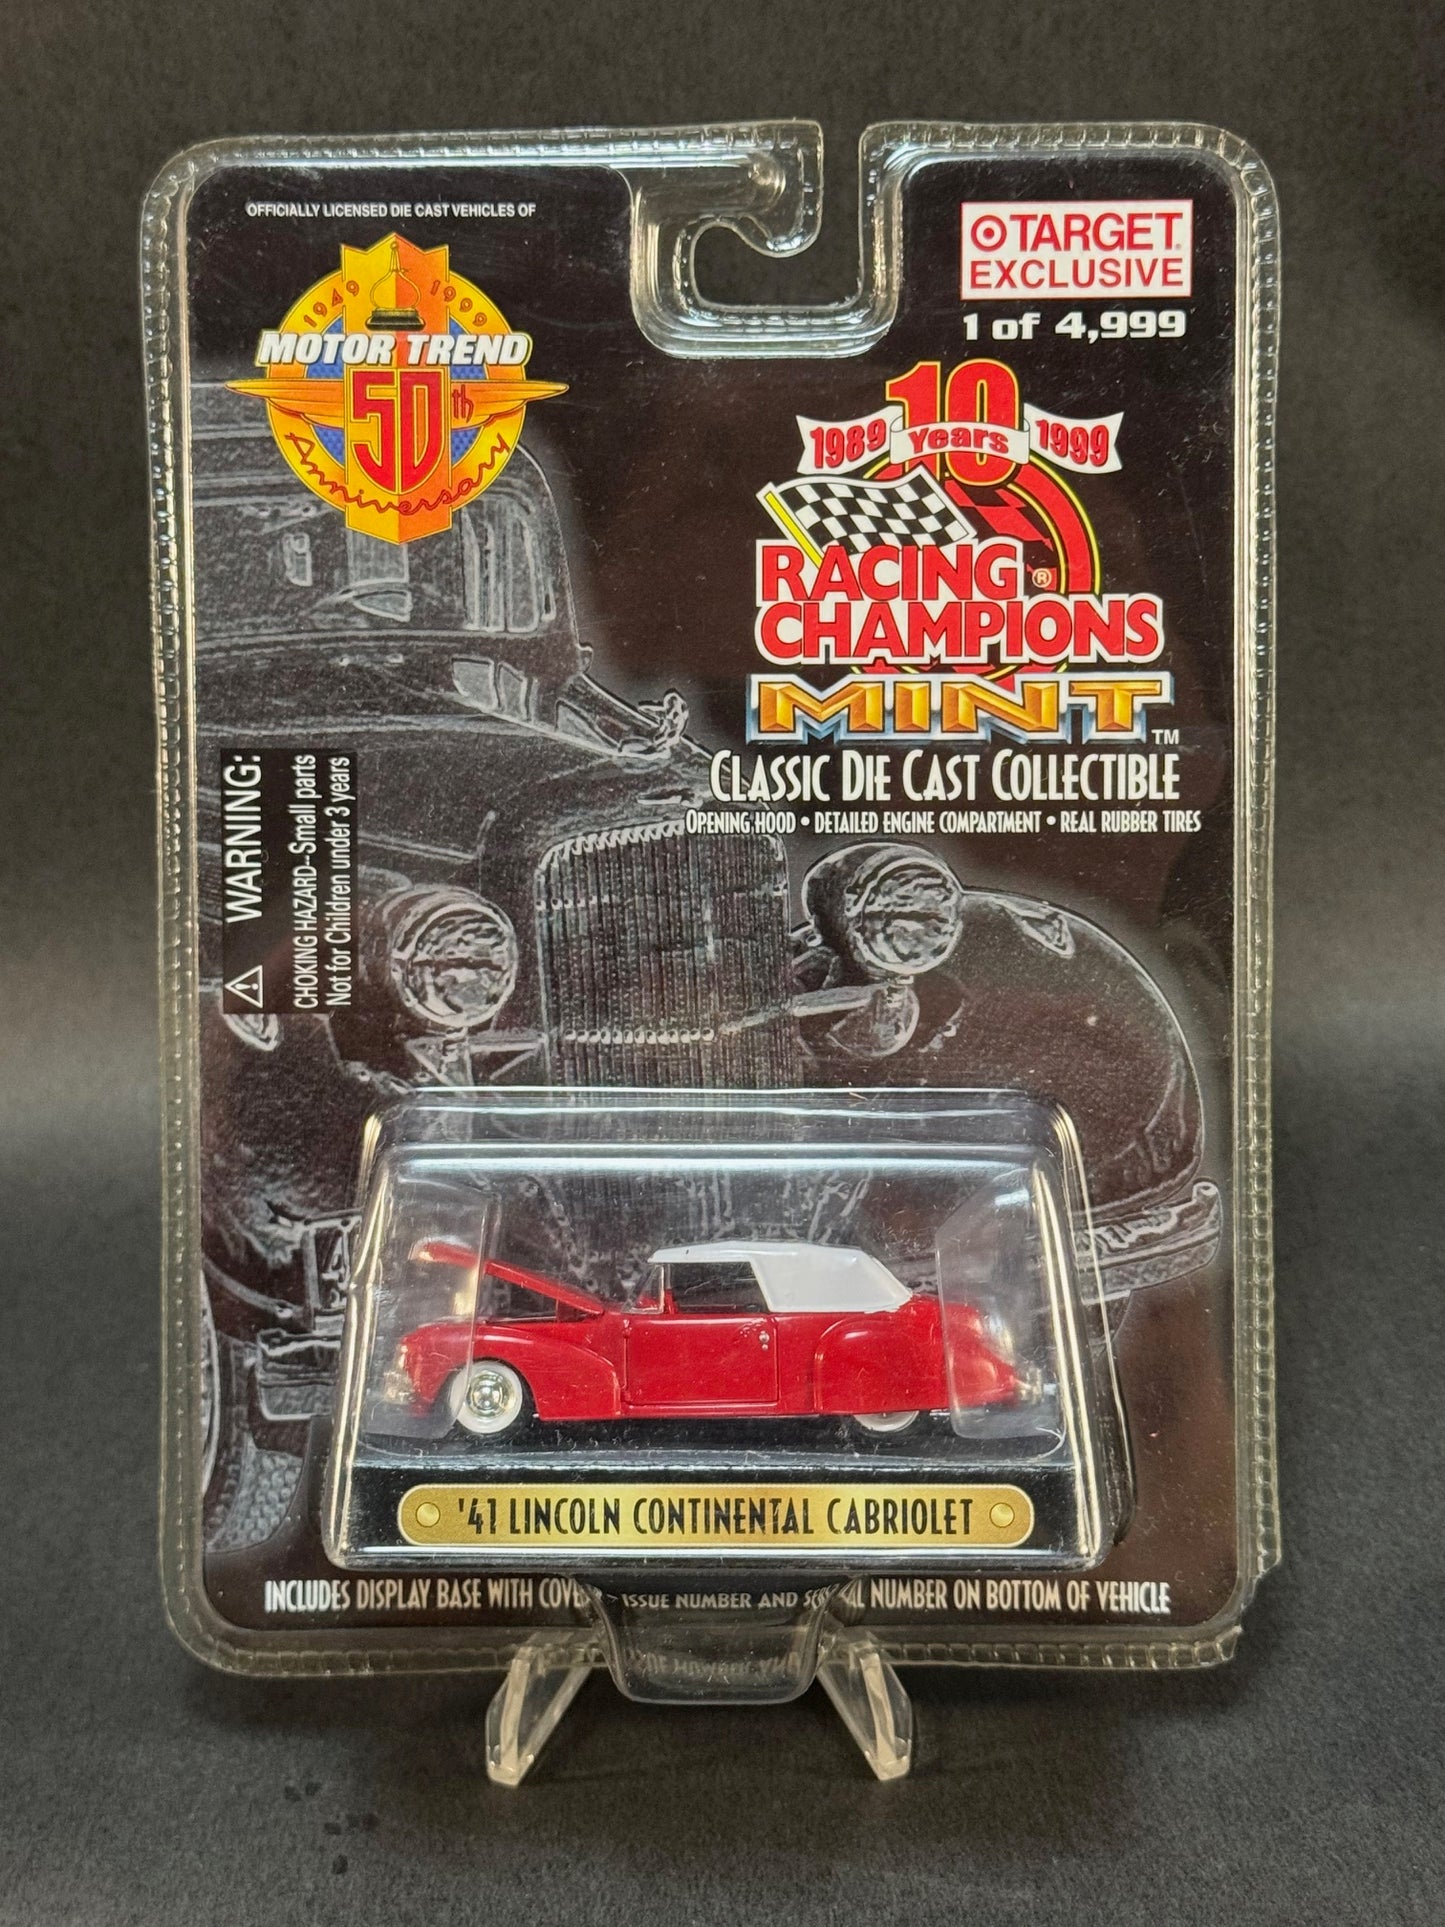 OFFICIALLY LICENSED DIE CAST VEHICLES OF
1949 1999
MOTOR TREND
50th
Anniversary
TARGET
EXCLUSIVE
1 of 4,999
10
1989 Years 1999
RACING®
CHAMPIONS
MINT™
CLASSIC DIE CAST COLLECTIBLE
OPENING HOOD • DETAILED ENGINE COMPARTMENT • REAL RUBBER TIRES
WARNING:
CHOKING HAZARD--Small parts
Not for Children under 3 years
'41 LINCOLN CONTINENTAL CABRIOLET
INCLUDES DISPLAY BASE WITH COVER • ISSUE NUMBER AND SERIAL NUMBER ON BOTTOM OF VEHICLE